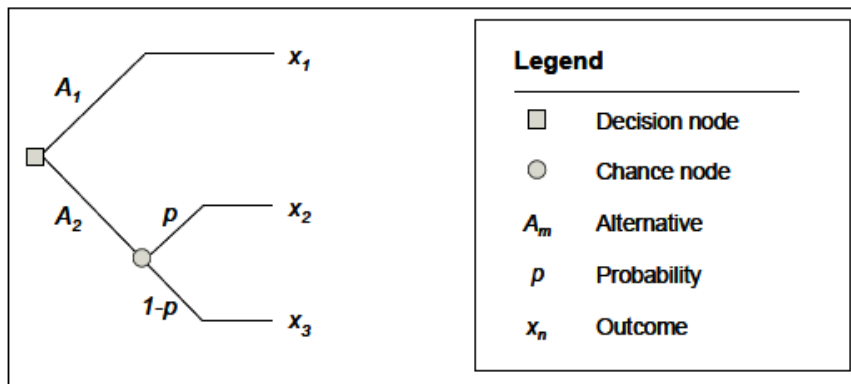 A1
x1
A2
p
x2
1-p
x3
Legend
Decision node
Chance node
Am Alternative
p Probability
xn Outcome